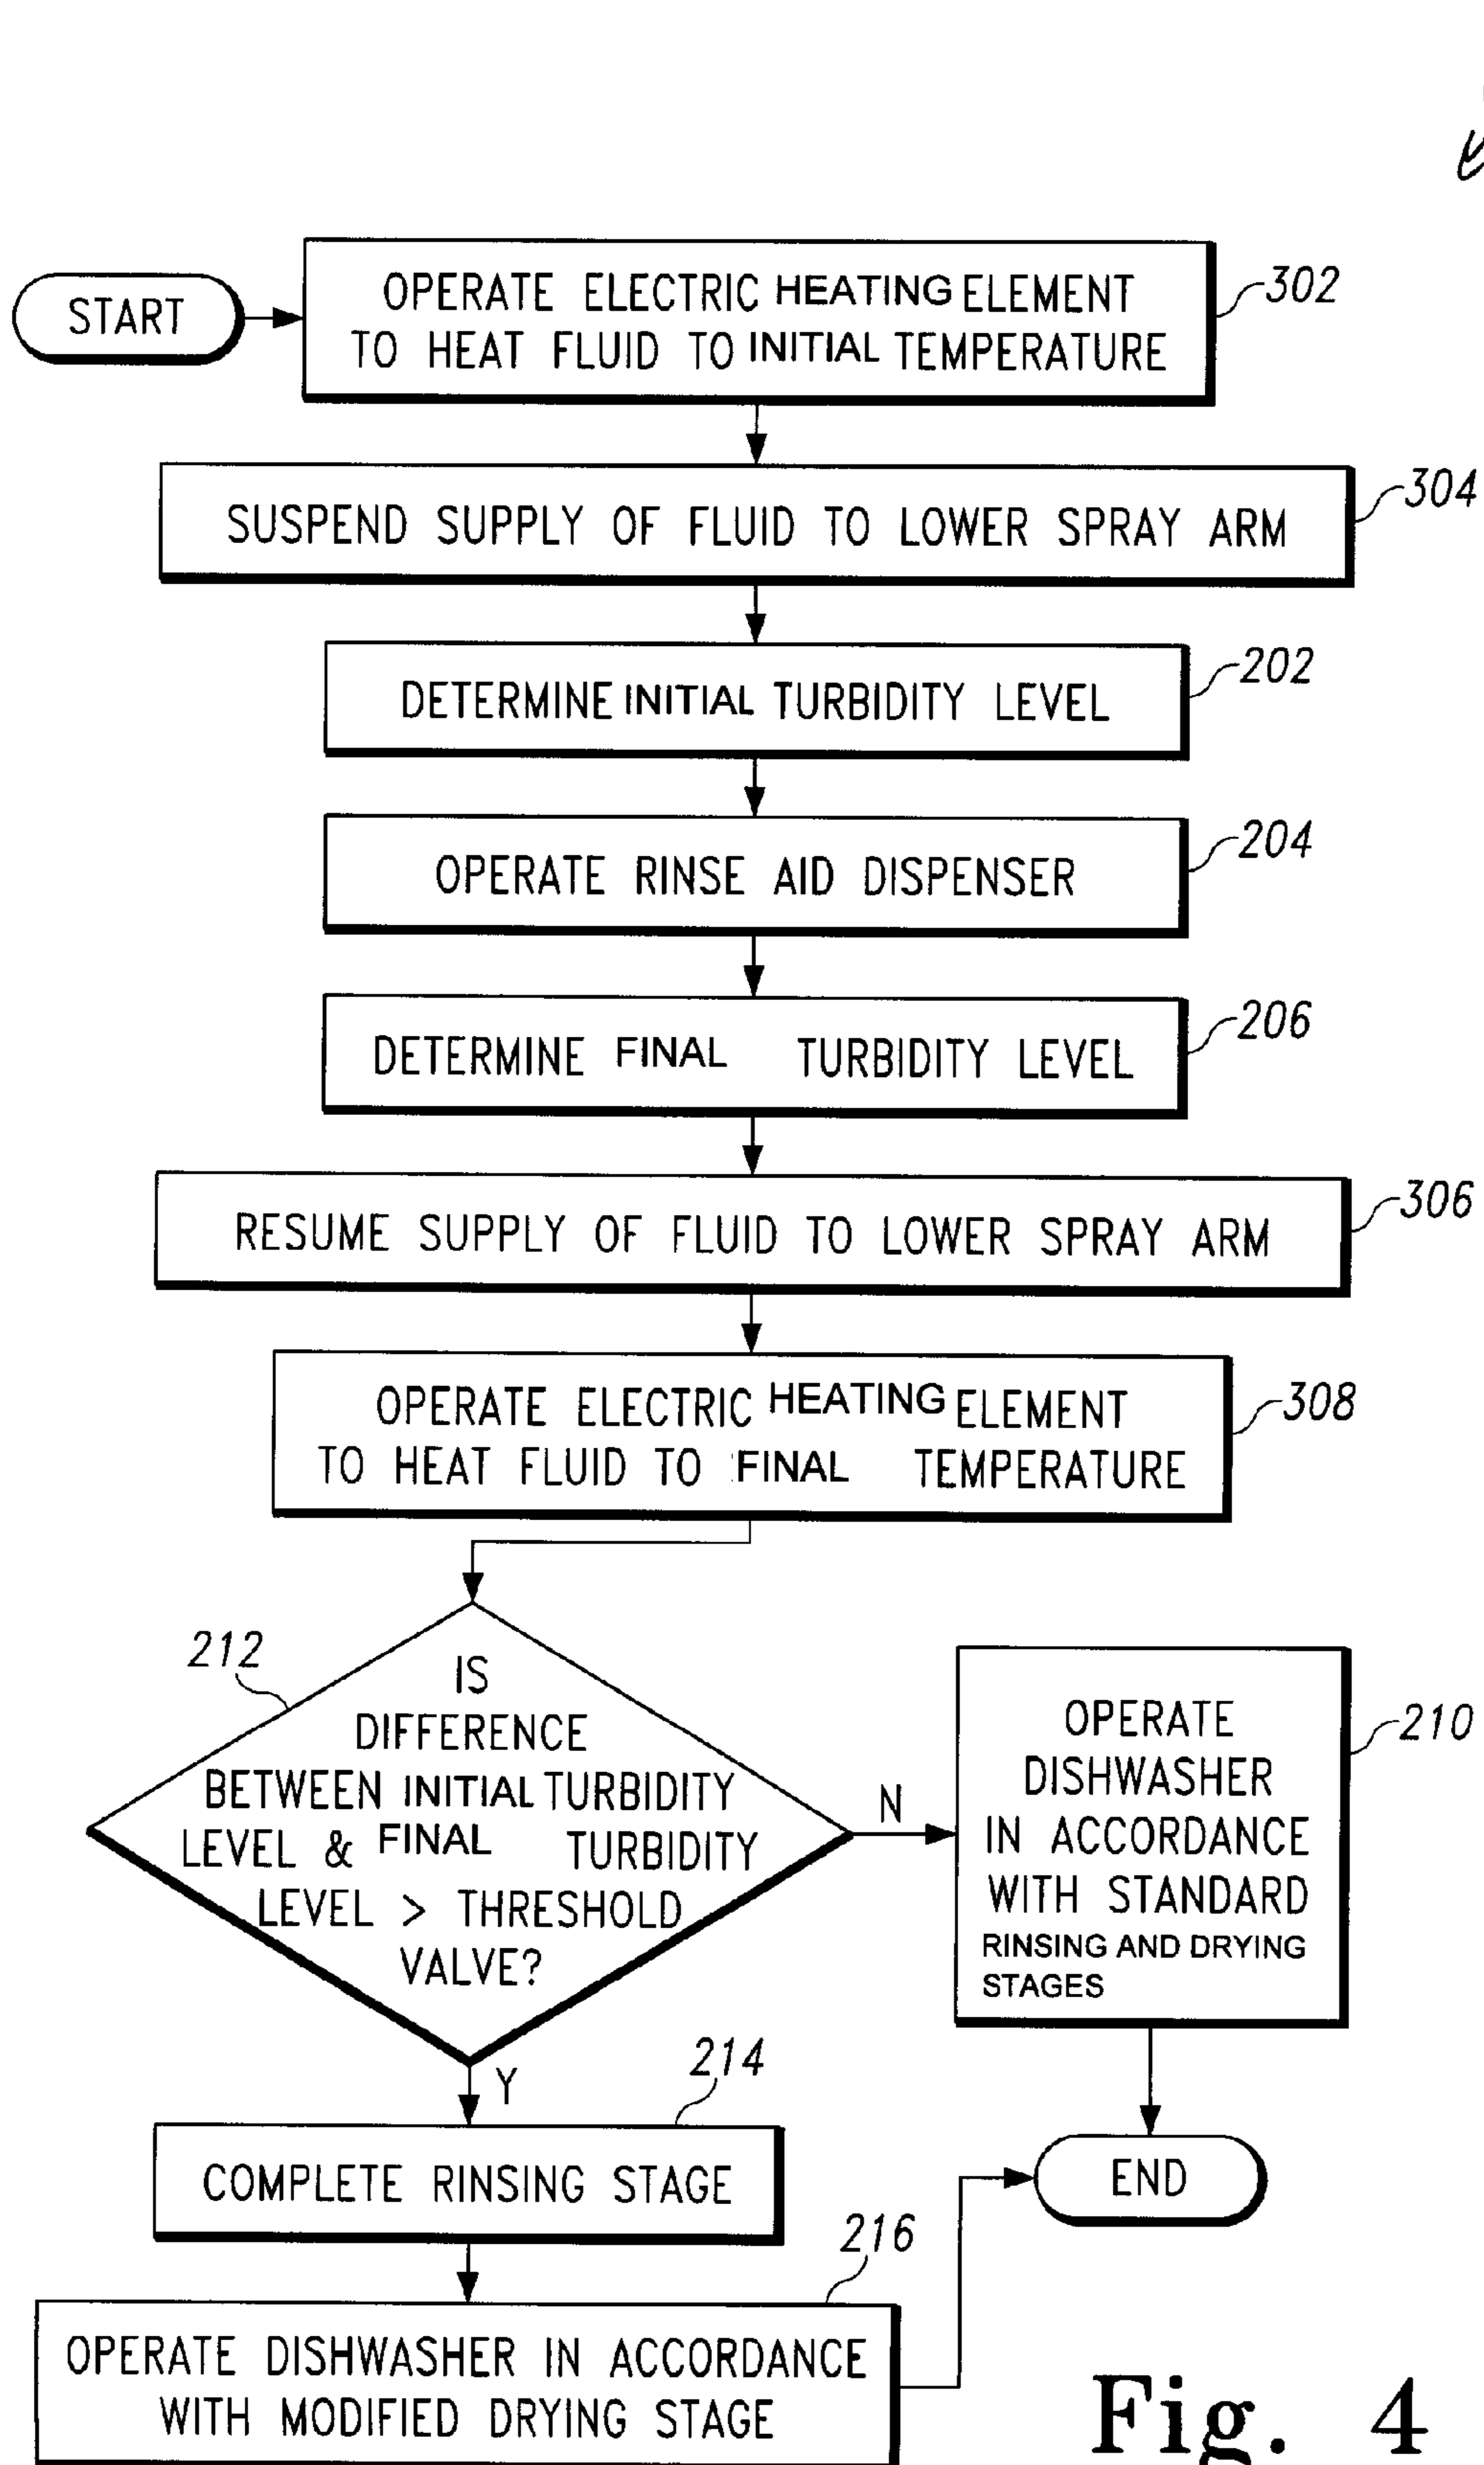 START
OPERATE ELECTRIC HEATING ELEMENT
TO HEAT FLUID TO INITIAL TEMPERATURE
302
SUSPEND SUPPLY OF FLUID TO LOWER SPRAY ARM
304
DETERMINE INITIAL TURBIDITY LEVEL
202
OPERATE RINSE AID DISPENSER
204
DETERMINE FINAL TURBIDITY LEVEL
206
RESUME SUPPLY OF FLUID TO LOWER SPRAY ARM
306
OPERATE ELECTRIC HEATING ELEMENT
TO HEAT FLUID TO FINAL TEMPERATURE
308
212
IS
DIFFERENCE
BETWEEN INITIAL TURBIDITY
LEVEL & FINAL TURBIDITY
LEVEL > THRESHOLD
VALVE?
N
Y
OPERATE
DISHWASHER
IN ACCORDANCE
WITH STANDARD
RINSING AND DRYING
STAGES
210
214
COMPLETE RINSING STAGE
END
216
OPERATE DISHWASHER IN ACCORDANCE
WITH MODIFIED DRYING STAGE
Fig. 4